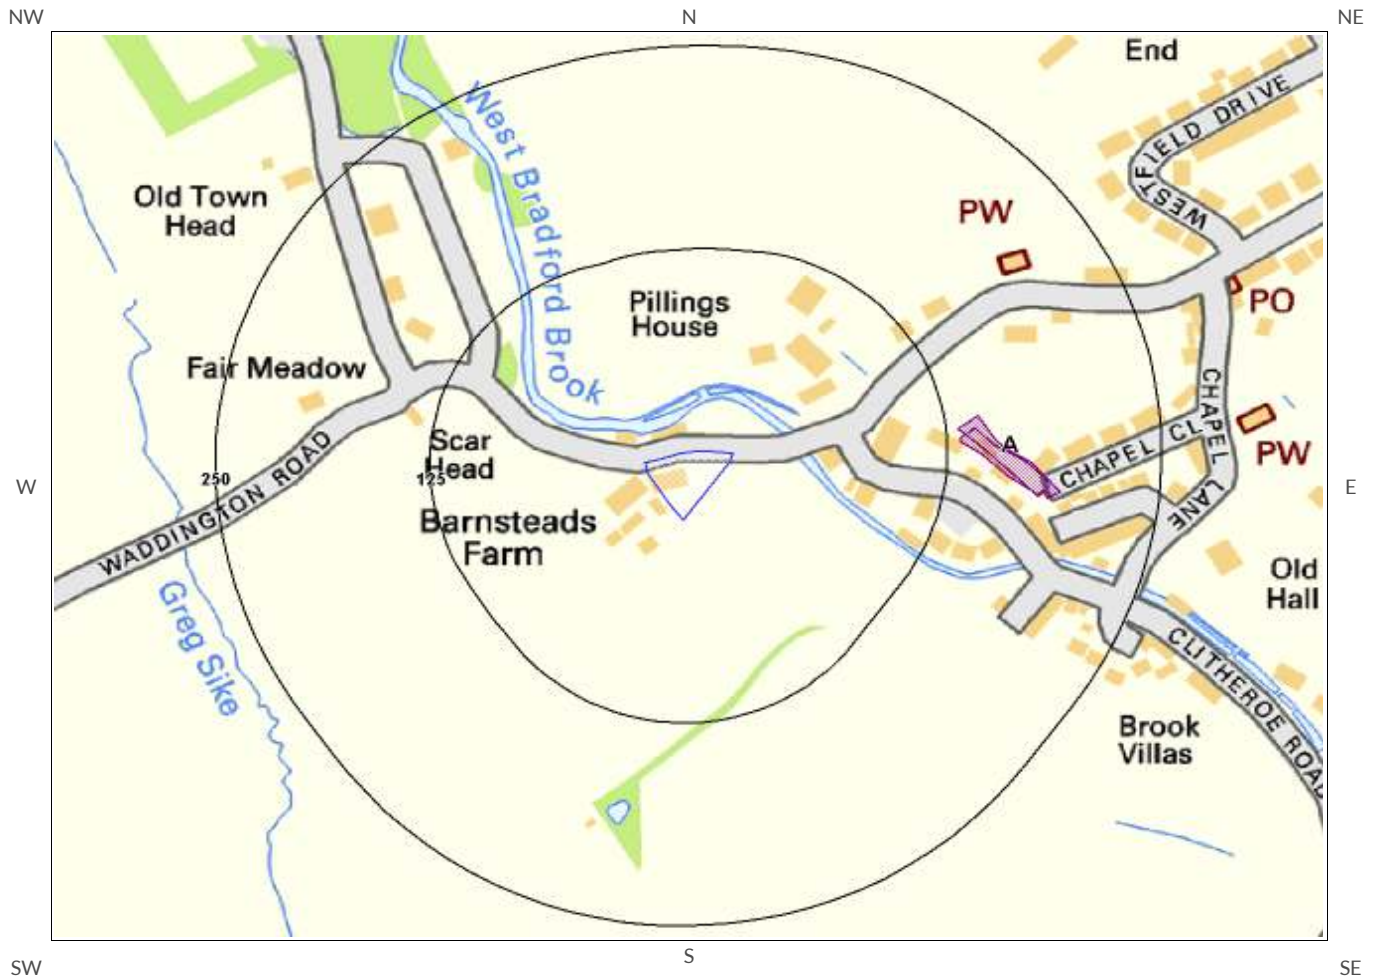 NW
N
NE
End
WESTFIELD DRIVE
West Bradford Brook
Old Town
Head
PW
PO
Pillings
House
Fair Meadow
CHAPEL LANE
Scar
Head
A
CHAPEL CL
PW
250
125
W
E
WADDINGTON ROAD
Barnsteads
Farm
Old
Hall
Greg Sike
CLITHEROE ROAD
Brook
Villas
SW
S
SE